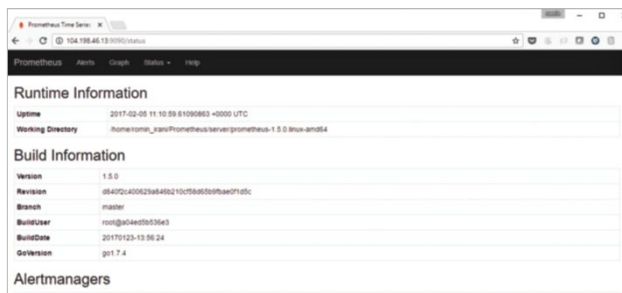 Prometheus Time Series
104.198.46.13:9090/status
Prometheus Alerts Graph Status Help
Runtime Information
Uptime 2017-02-05 11:10:59.61090863 +0000 UTC
Working Directory /home/romin_irani/Prometheus/server/prometheus-1.5.0.linux-amd64
Build Information
Version 1.5.0
Revision d840f2c400629a846b210cf58d65b9fbae0f1d5c
Branch master
BuildUser root@a04ed5b536e3
BuildDate 20170123-13:56:24
GoVersion go1.7.4
Alertmanagers